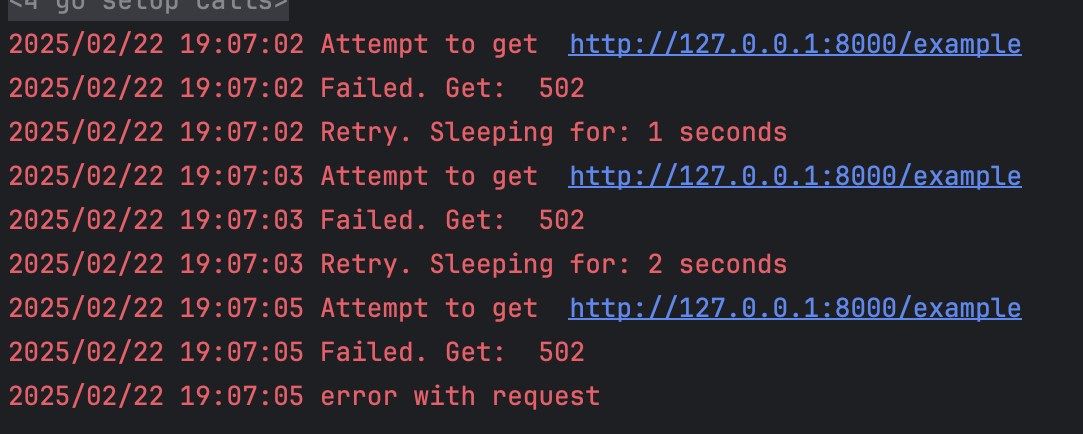 <4 go setup calls>
2025/02/22 19:07:02 Attempt to get  http://127.0.0.1:8000/example
2025/02/22 19:07:02 Failed. Get:  502
2025/02/22 19:07:02 Retry. Sleeping for: 1 seconds
2025/02/22 19:07:03 Attempt to get  http://127.0.0.1:8000/example
2025/02/22 19:07:03 Failed. Get:  502
2025/02/22 19:07:03 Retry. Sleeping for: 2 seconds
2025/02/22 19:07:05 Attempt to get  http://127.0.0.1:8000/example
2025/02/22 19:07:05 Failed. Get:  502
2025/02/22 19:07:05 error with request